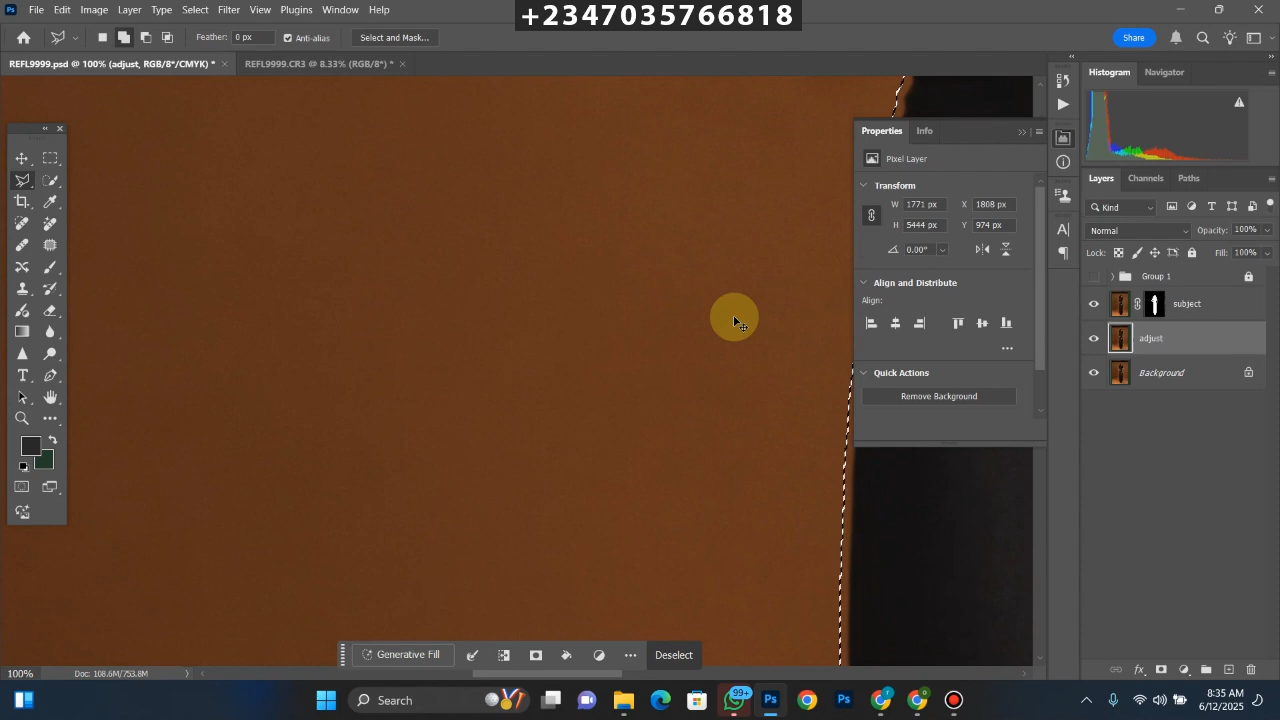 +2347035766818
File Edit Image Layer Type Select Filter View Plugins Window Help
Feather: 0 px Anti-alias Select and Mask... Share
REFL9999.psd @ 100% (adjust, RGB/8*/CMYK) * REFL9999.CR3 @ 8.33% (RGB/8*) *
Histogram Navigator
Properties Info
Pixel Layer
Transform
W 1771 px X 1808 px
H 5444 px Y 974 px
0.00°
Align and Distribute
Align:
Quick Actions
Remove Background
Layers Channels Paths
Kind
Normal Opacity: 100%
Lock: Fill: 100%
Group 1
subject
adjust
Background
Generative Fill Deselect
100% Doc: 108.6M/753.8M
Search
99+
8:35 AM
6/12/2025